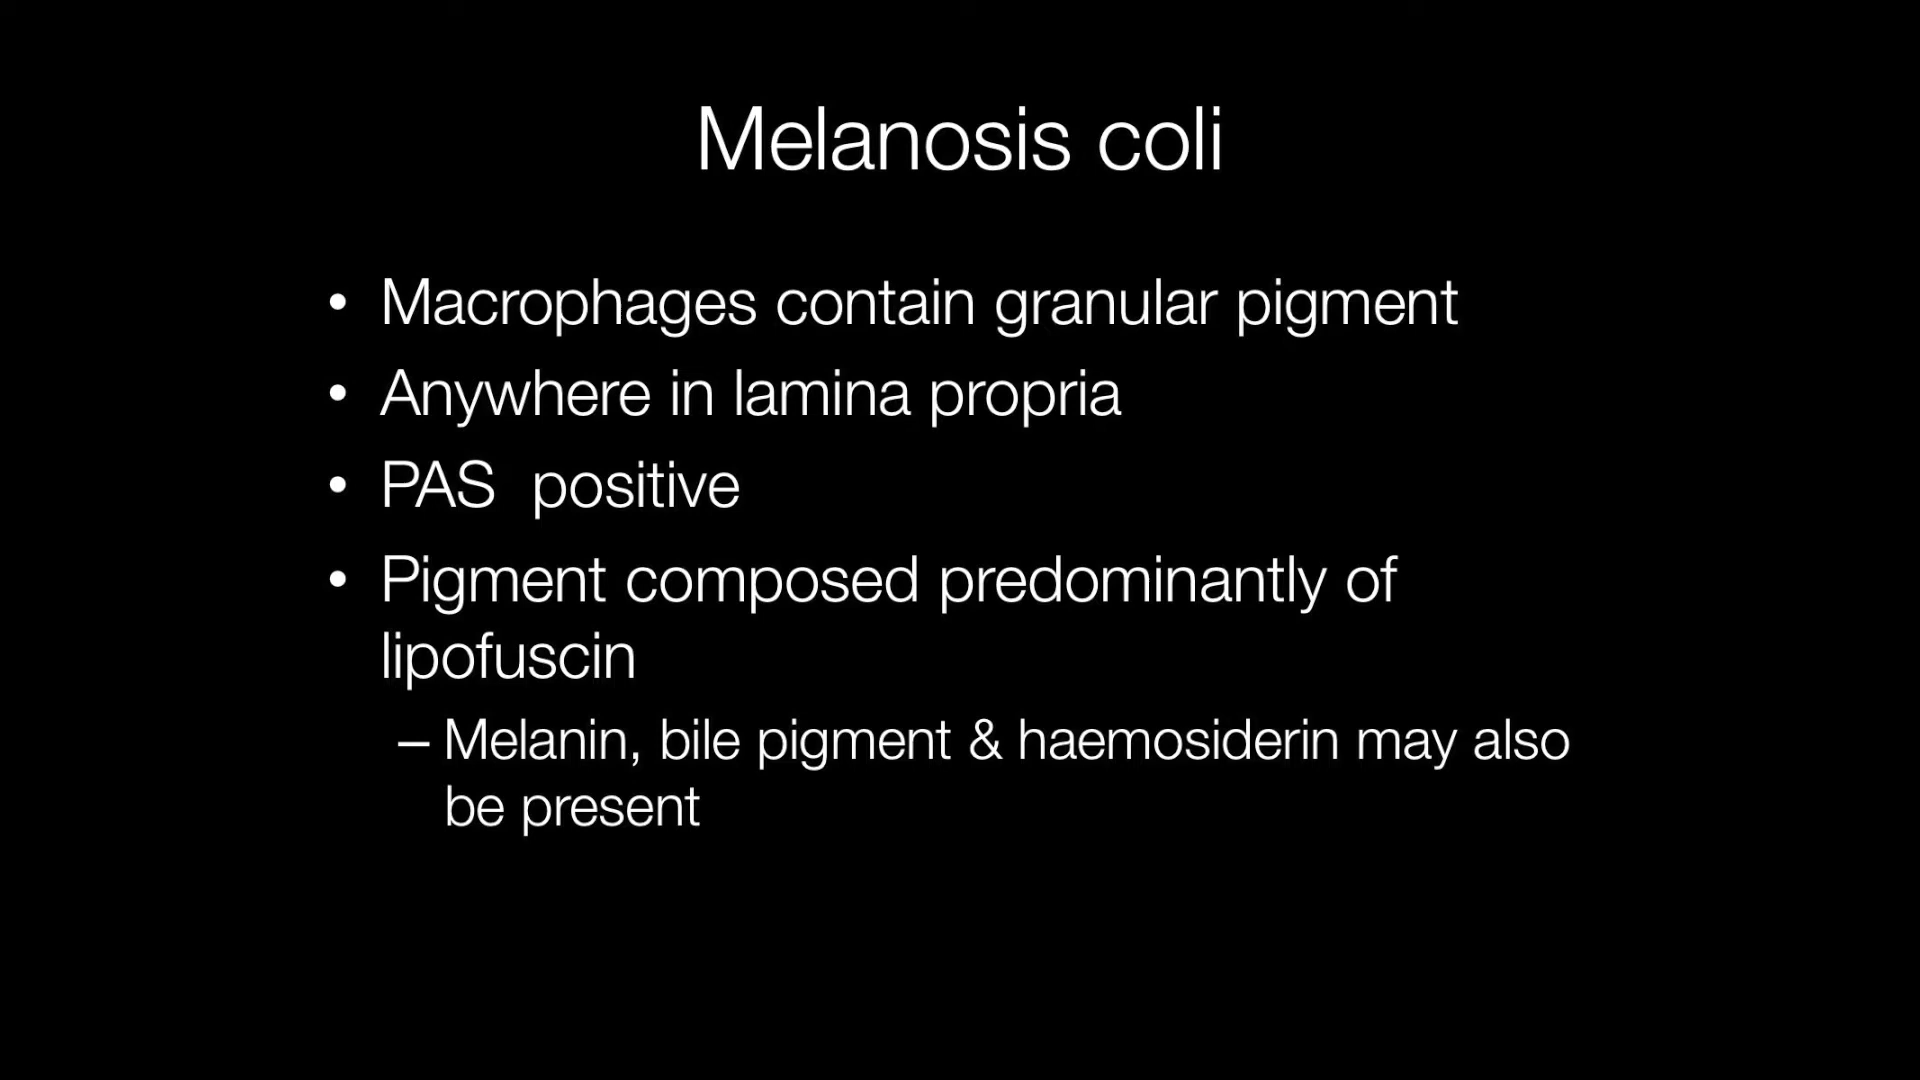 Melanosis coli
• Macrophages contain granular pigment
• Anywhere in lamina propria
• PAS  positive
• Pigment composed predominantly of
lipofuscin
– Melanin, bile pigment & haemosiderin may also
be present